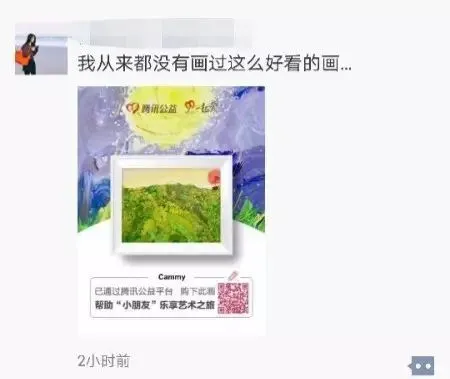 我从来都没有画过这么好看的画...
腾讯公益
Cammy
已通过腾讯公益平台 购下此画
帮助“小朋友”乐享艺术之旅
2小时前